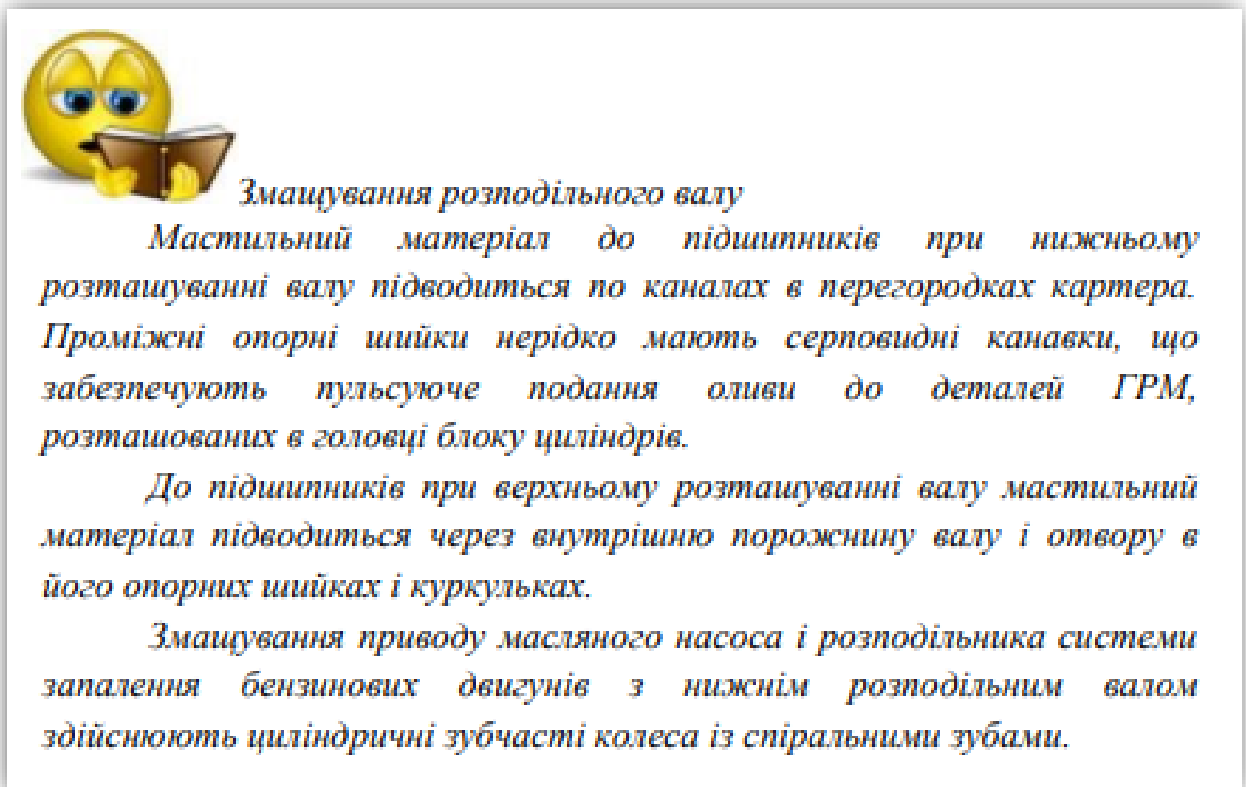 Змащування розподільного валу
Мастильний матеріал до підшипників при нижньому
розташуванні валу підводиться по каналах в перегородках картера.
Проміжні опорні шийки нерідко мають серповидні канавки, що
забезпечують пульсуюче подання оливи до деталей ГРМ,
розташованих в головці блоку циліндрів.
До підшипників при верхньому розташуванні валу мастильний
матеріал підводиться через внутрішню порожнину валу і отвору в
його опорних шийках і куркульках.
Змащування приводу масляного насоса і розподільника системи
запалення бензинових двигунів з нижнім розподільним валом
здійснюють циліндричні зубчасті колеса із спіральними зубами.